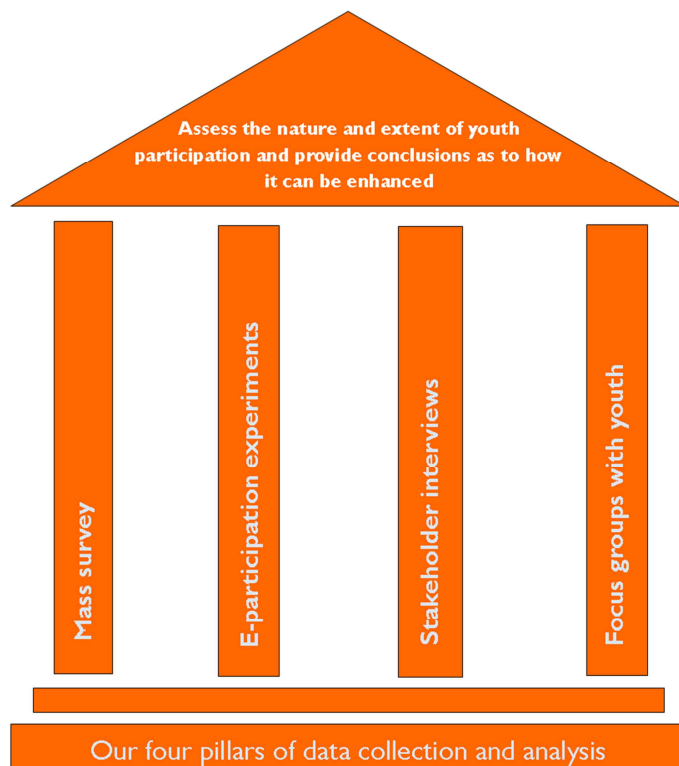 Assess the nature and extent of youth
participation and provide conclusions as to how
it can be enhanced
Mass survey
E-participation experiments
Stakeholder interviews
Focus groups with youth
Our four pillars of data collection and analysis